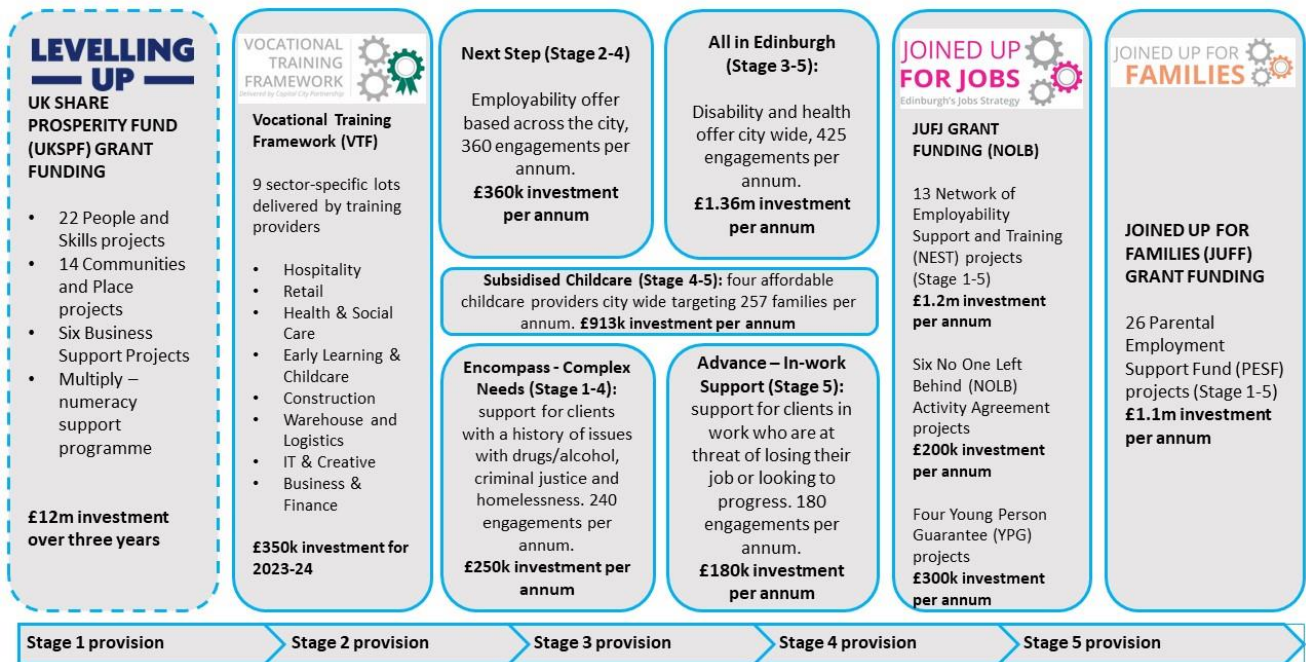 LEVELLING
UP
UK SHARE
PROSPERITY FUND
(UKSPF) GRANT
FUNDING
• 22 People and
Skills projects
• 14 Communities
and Place
projects
• Six Business
Support Projects
• Multiply –
numeracy
support
programme
£12m investment
over three years
VOCATIONAL
TRAINING
FRAMEWORK
Delivered by Capital City Partnership
Vocational Training
Framework (VTF)
9 sector-specific lots
delivered by training
providers
• Hospitality
• Retail
• Health & Social
Care
• Early Learning &
Childcare
• Construction
• Warehouse and
Logistics
• IT & Creative
• Business &
Finance
£350k investment for
2023-24
Next Step (Stage 2-4)
Employability offer
based across the city,
360 engagements per
annum.
£360k investment
per annum
All in Edinburgh
(Stage 3-5):
Disability and health
offer city wide, 425
engagements per
annum.
£1.36m investment
per annum
Subsidised Childcare (Stage 4-5): four affordable
childcare providers city wide targeting 257 families per
annum. £913k investment per annum
Encompass - Complex
Needs (Stage 1-4):
support for clients
with a history of issues
with drugs/alcohol,
criminal justice and
homelessness. 240
engagements per
annum.
£250k investment per
annum
Advance – In-work
Support (Stage 5):
support for clients in
work who are at
threat of losing their
job or looking to
progress. 180
engagements per
annum.
£180k investment
per annum
JOINED UP
FOR JOBS
Edinburgh's Jobs Strategy
JUFJ GRANT
FUNDING (NOLB)
13 Network of
Employability
Support and Training
(NEST) projects
(Stage 1-5)
£1.2m investment
per annum
Six No One Left
Behind (NOLB)
Activity Agreement
projects
£200k investment
per annum
Four Young Person
Guarantee (YPG)
projects
£300k investment
per annum
JOINED UP FOR
FAMILIES
JOINED UP FOR
FAMILIES (JUFF)
GRANT FUNDING
26 Parental
Employment
Support Fund (PESF)
projects (Stage 1-5)
£1.1m investment
per annum
Stage 1 provision
Stage 2 provision
Stage 3 provision
Stage 4 provision
Stage 5 provision